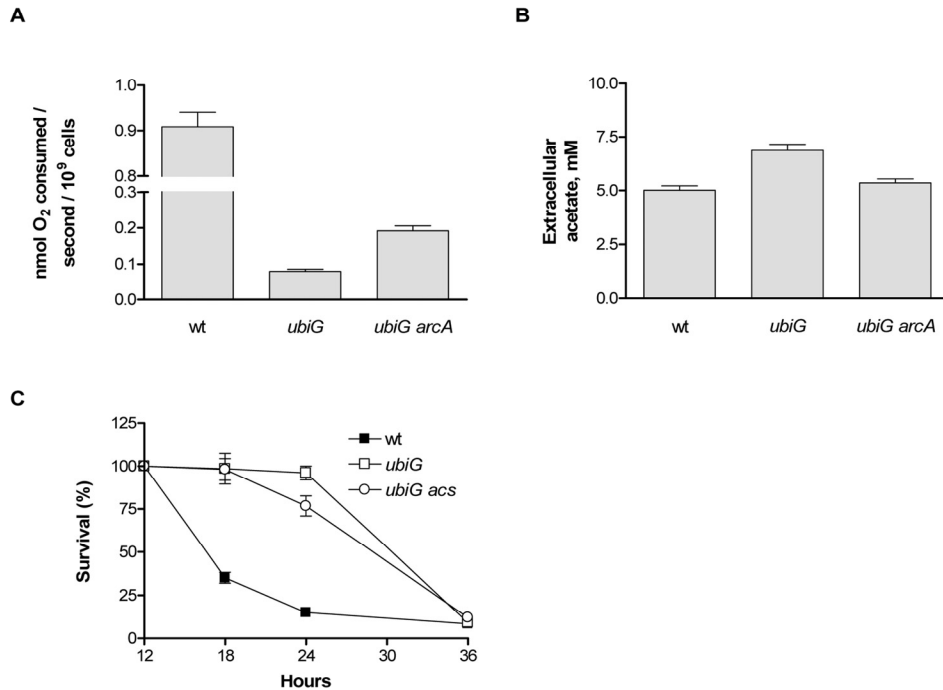 A
nmol O₂ consumed /
second / 10⁹ cells
1.0
0.9
0.8
0.3
0.2
0.1
0.0
wt
ubiG
ubiG arcA
B
Extracellular
acetate, mM
10.0
7.5
5.0
2.5
0.0
wt
ubiG
ubiG arcA
C
Survival (%)
125
100
75
50
25
0
wt
ubiG
ubiG acs
12
18
24
30
36
Hours